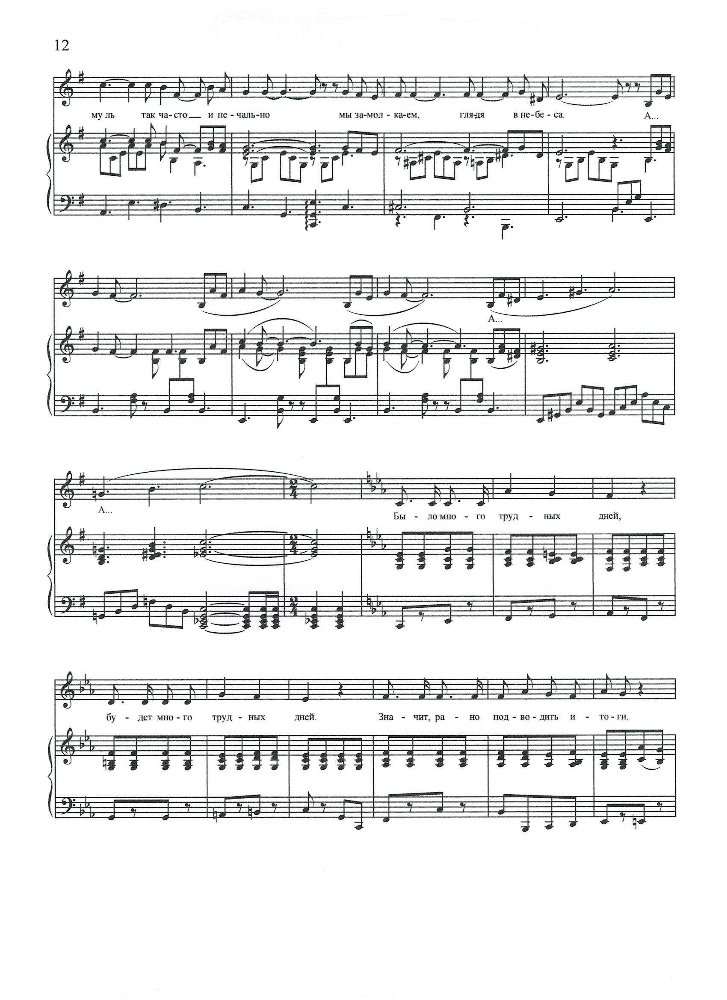 12
му ль так ча-сто и пе - чаль-но мы за-мол - ка-ем, гля-дя в не-бе - са. А...
А...
А...
Бы - ло мно - го труд - ных дней,
бу - дет мно - го труд - ных дней. Зна - чит, ра - но под - во - дить и - то - ги.